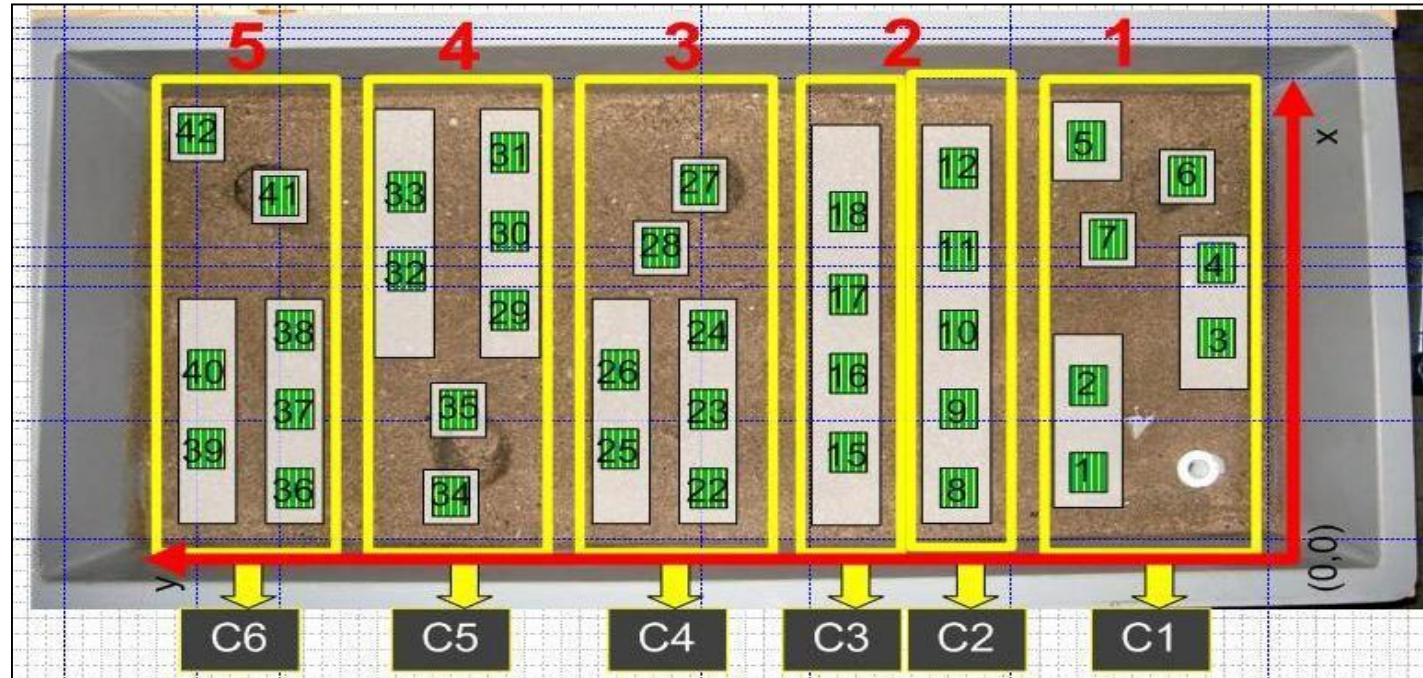 5 4 3 2 1
42 31 12 5
41 33 27 18 11 6
30 28 7
32 4
38 29 24 17 10 3
40 26 16 2
37 35 23 9
39 25 15 1
36 34 22 8
x
y
(0,0)
C6 C5 C4 C3 C2 C1